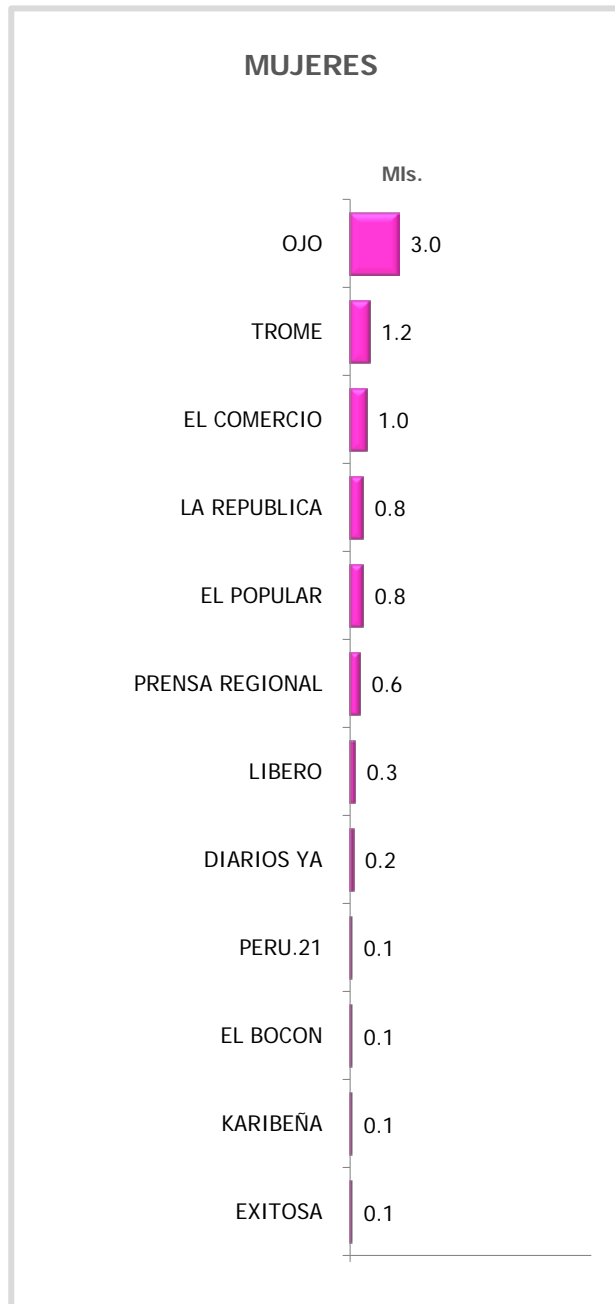 MUJERES
Mls.
OJO 3.0
TROME 1.2
EL COMERCIO 1.0
LA REPUBLICA 0.8
EL POPULAR 0.8
PRENSA REGIONAL 0.6
LIBERO 0.3
DIARIOS YA 0.2
PERU.21 0.1
EL BOCON 0.1
KARIBEÑA 0.1
EXITOSA 0.1